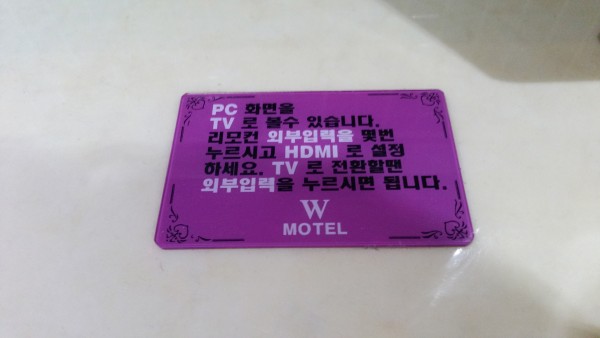 PC 화면을
TV 로 볼수 있습니다.
리모컨 외부입력을 몇번
누르시고 HDMI 로 설정
하세요. TV 로 전환할땐
외부입력을 누르시면 됩니다.
W
MOTEL